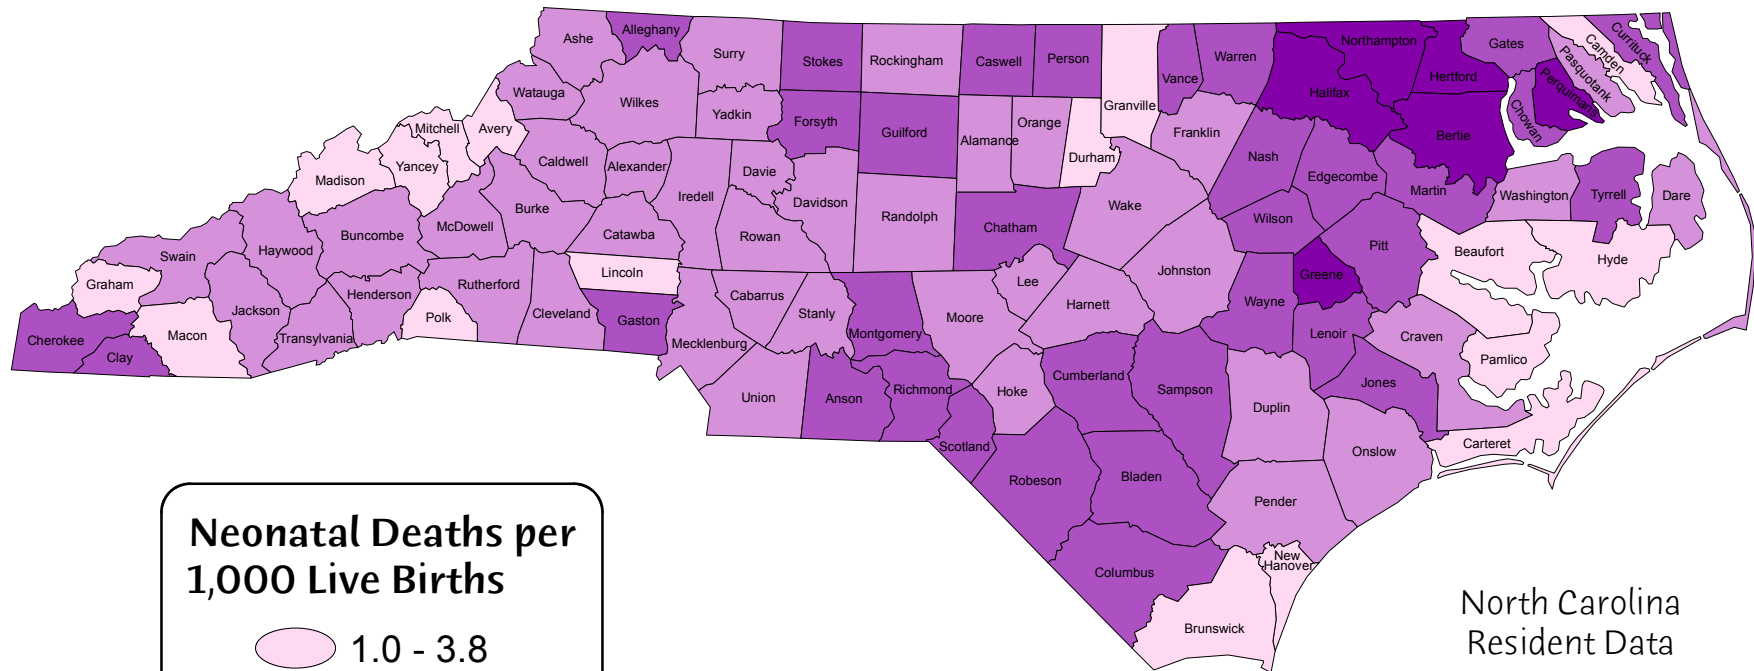 Ashe
Alleghany
Surry
Stokes
Rockingham
Caswell
Person
Granville
Vance
Warren
Northampton
Gates
Camden
Currituck
Pasquotank
Perquimans
Chowan
Hertford
Halifax
Bertie
Watauga
Wilkes
Yadkin
Forsyth
Guilford
Alamance
Orange
Durham
Franklin
Nash
Edgecombe
Martin
Washington
Tyrrell
Dare
Mitchell
Avery
Yancey
Madison
Caldwell
Alexander
Iredell
Davie
Davidson
Randolph
Chatham
Wake
Wilson
Pitt
Beaufort
Hyde
McDowell
Burke
Catawba
Rowan
Buncombe
Haywood
Swain
Graham
Jackson
Henderson
Transylvania
Rutherford
Polk
Cleveland
Lincoln
Gaston
Cabarrus
Stanly
Montgomery
Moore
Lee
Harnett
Johnston
Wayne
Greene
Lenoir
Craven
Pamlico
Cherokee
Clay
Macon
Mecklenburg
Union
Anson
Richmond
Scotland
Hoke
Cumberland
Sampson
Duplin
Jones
Onslow
Carteret
Robeson
Bladen
Pender
Columbus
New
Hanover
Brunswick
Neonatal Deaths per
1,000 Live Births
1.0 - 3.8
North Carolina
Resident Data